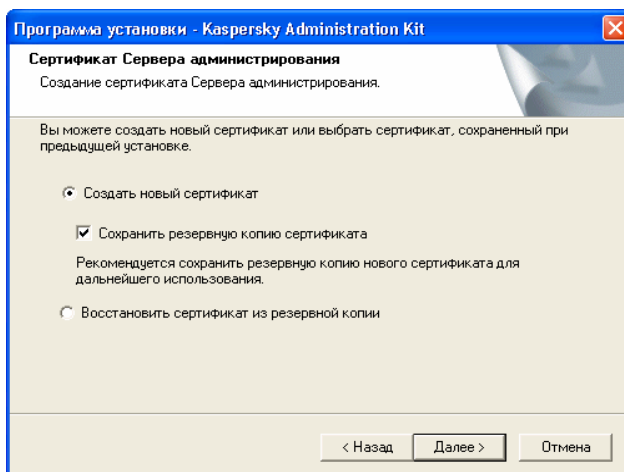 Программа установки - Kaspersky Administration Kit
Сертификат Сервера администрирования
Создание сертификата Сервера администрирования.
Вы можете создать новый сертификат или выбрать сертификат, сохраненный при
предыдущей установке.
Создать новый сертификат
Сохранить резервную копию сертификата
Рекомендуется сохранить резервную копию нового сертификата для
дальнейшего использования.
Восстановить сертификат из резервной копии
< Назад Далее > Отмена